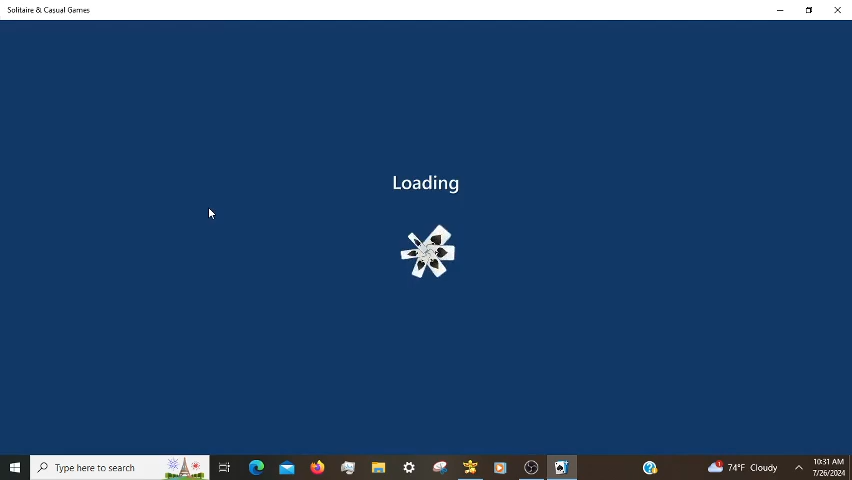 Solitaire & Casual Games
Loading
Type here to search
74°F Cloudy
10:31 AM
7/26/2024